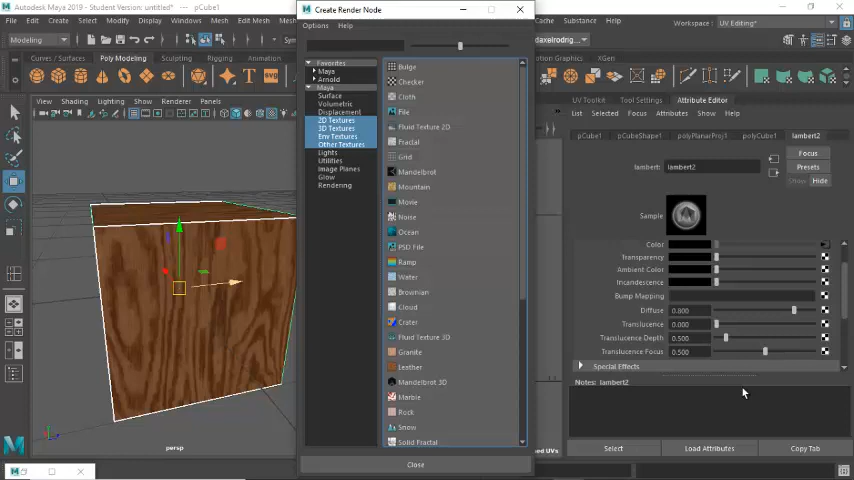 Autodesk Maya 2019 - Student Version: untitled* - pCube1
File Edit Create Select Modify Display Windows Mesh Edit Mesh
Cache Substance Help
Workspace : UV Editing*
Modeling
Curves / Surfaces Poly Modeling Sculpting Rigging
XGen
View Shading Lighting Show Renderer Panels
persp
Create Render Node
Options Help
Favorites
Maya
Arnold
Maya
Surface
Volumetric
Displacement
2D Textures
3D Textures
Env Textures
Other Textures
Lights
Utilities
Image Planes
Glow
Rendering
Bulge
Checker
Cloth
File
Fluid Texture 2D
Fractal
Grid
Mandelbrot
Mountain
Movie
Noise
Ocean
PSD File
Ramp
Water
Brownian
Cloud
Crater
Fluid Texture 3D
Granite
Leather
Mandelbrot 3D
Marble
Rock
Snow
Solid Fractal
Close
UV Toolkit Tool Settings Attribute Editor
List Selected Focus Attributes Show Help
pCube1 pCubeShape1 polyPlanarProj1 polyCube1 lambert2
Focus
lambert: lambert2
Presets
Show Hide
Sample
Color
Transparency
Ambient Color
Incandescence
Bump Mapping
Diffuse 0.800
Translucence 0.000
Translucence Depth 0.500
Translucence Focus 0.500
Special Effects
Notes: lambert2
Select Load Attributes Copy Tab